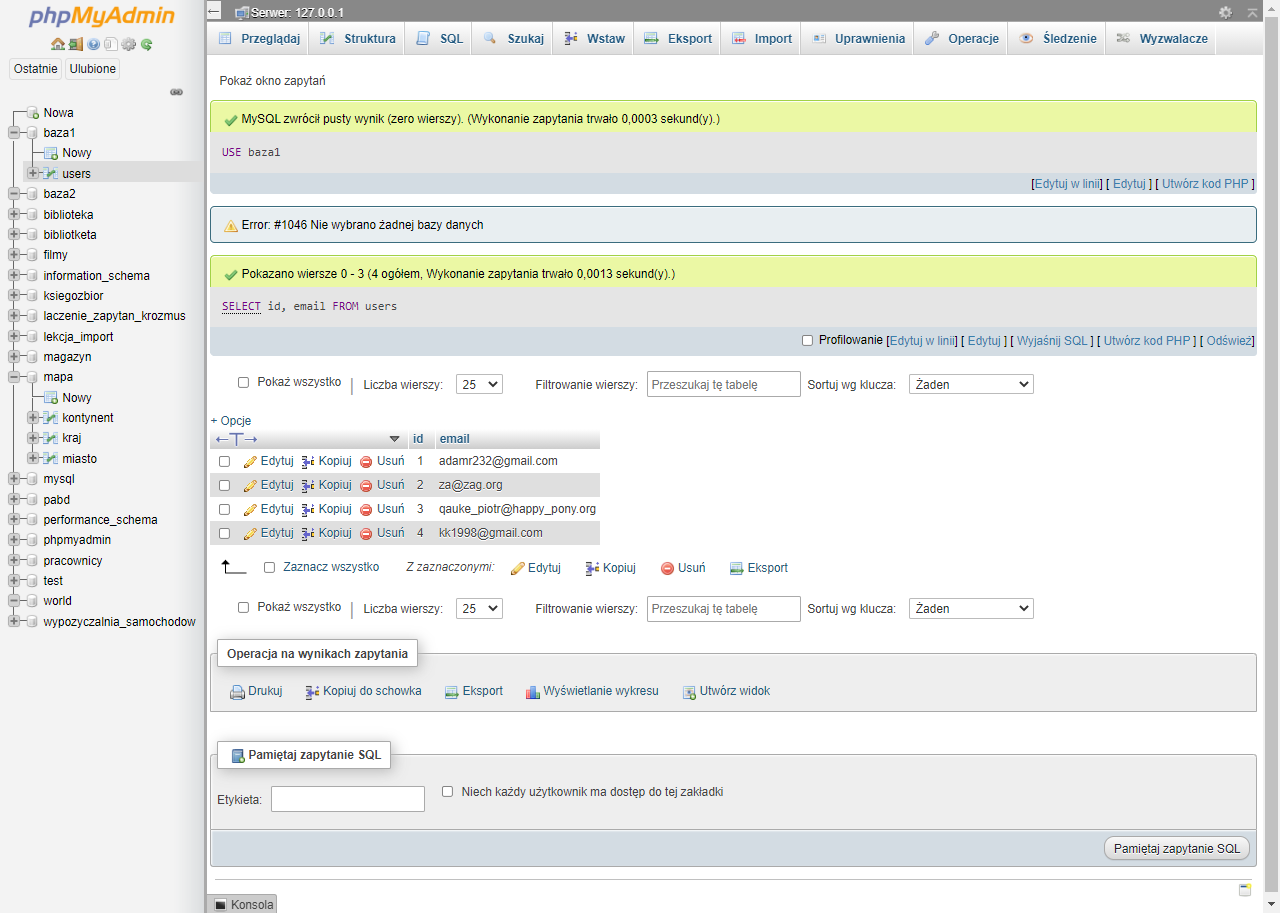 phpMyAdmin
Ostatnie Ulubione
Nowa
baza1
Nowy
users
baza2
biblioteka
bibliotketa
filmy
information_schema
ksiegozbior
laczenie_zapytan_krozmus
lekcja_import
magazyn
mapa
Nowy
kontynent
kraj
miasto
mysql
pabd
performance_schema
phpmyadmin
pracownicy
test
world
wypozyczalnia_samochodow
Serwer: 127.0.0.1
Przeglądaj Struktura SQL Szukaj Wstaw Eksport Import Uprawnienia Operacje Śledzenie Wyzwalacze
Pokaż okno zapytań
MySQL zwrócił pusty wynik (zero wierszy). (Wykonanie zapytania trwało 0,0003 sekund(y).)
USE baza1
[Edytuj w linii] [ Edytuj ] [ Utwórz kod PHP ]
Error: #1046 Nie wybrano żadnej bazy danych
Pokazano wiersze 0 - 3 (4 ogółem, Wykonanie zapytania trwało 0,0013 sekund(y).)
SELECT id, email FROM users
Profilowanie [Edytuj w linii] [ Edytuj ] [ Wyjaśnij SQL ] [ Utwórz kod PHP ] [ Odśwież]
Pokaż wszystko | Liczba wierszy: 25 Filtrowanie wierszy: Przeszukaj tę tabelę Sortuj wg klucza: Żaden
+ Opcje
←T→ id email
Edytuj Kopiuj Usuń 1 adamr232@gmail.com
Edytuj Kopiuj Usuń 2 za@zag.org
Edytuj Kopiuj Usuń 3 qauke_piotr@happy_pony.org
Edytuj Kopiuj Usuń 4 kk1998@gmail.com
Zaznacz wszystko Z zaznaczonymi: Edytuj Kopiuj Usuń Eksport
Pokaż wszystko | Liczba wierszy: 25 Filtrowanie wierszy: Przeszukaj tę tabelę Sortuj wg klucza: Żaden
Operacja na wynikach zapytania
Drukuj Kopiuj do schowka Eksport Wyświetlanie wykresu Utwórz widok
Pamiętaj zapytanie SQL
Etykieta: Niech każdy użytkownik ma dostęp do tej zakładki
Pamiętaj zapytanie SQL
Konsola